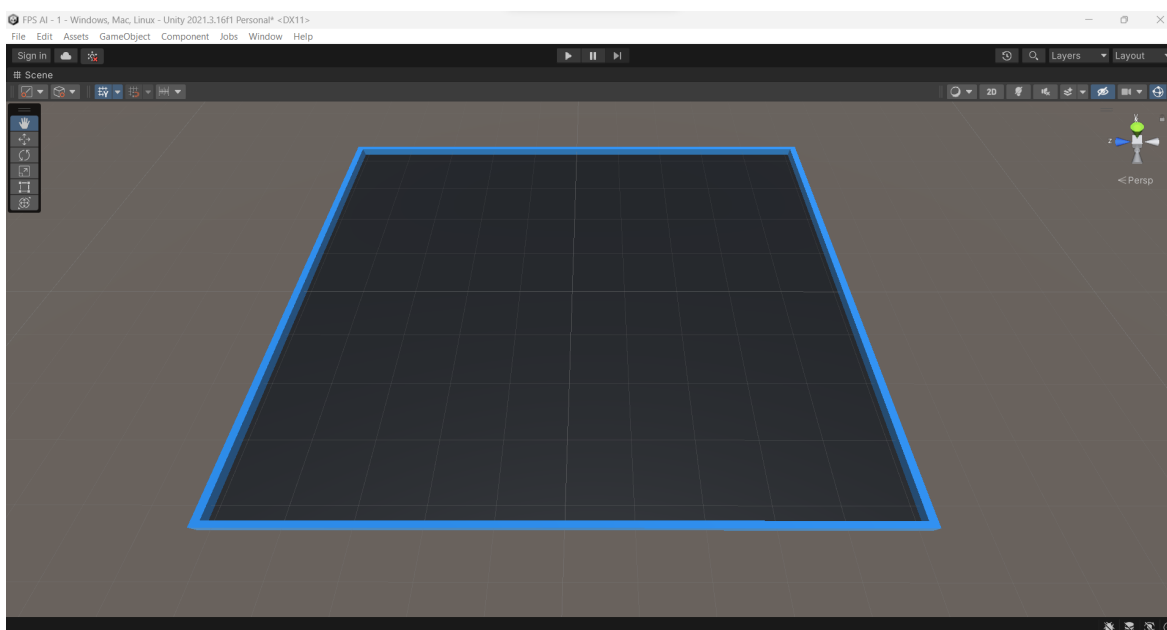 FPS AI - 1 - Windows, Mac, Linux - Unity 2021.3.16f1 Personal* <DX11>
File Edit Assets GameObject Component Jobs Window Help
Sign in Layers Layout
Scene
2D
y
z
Persp